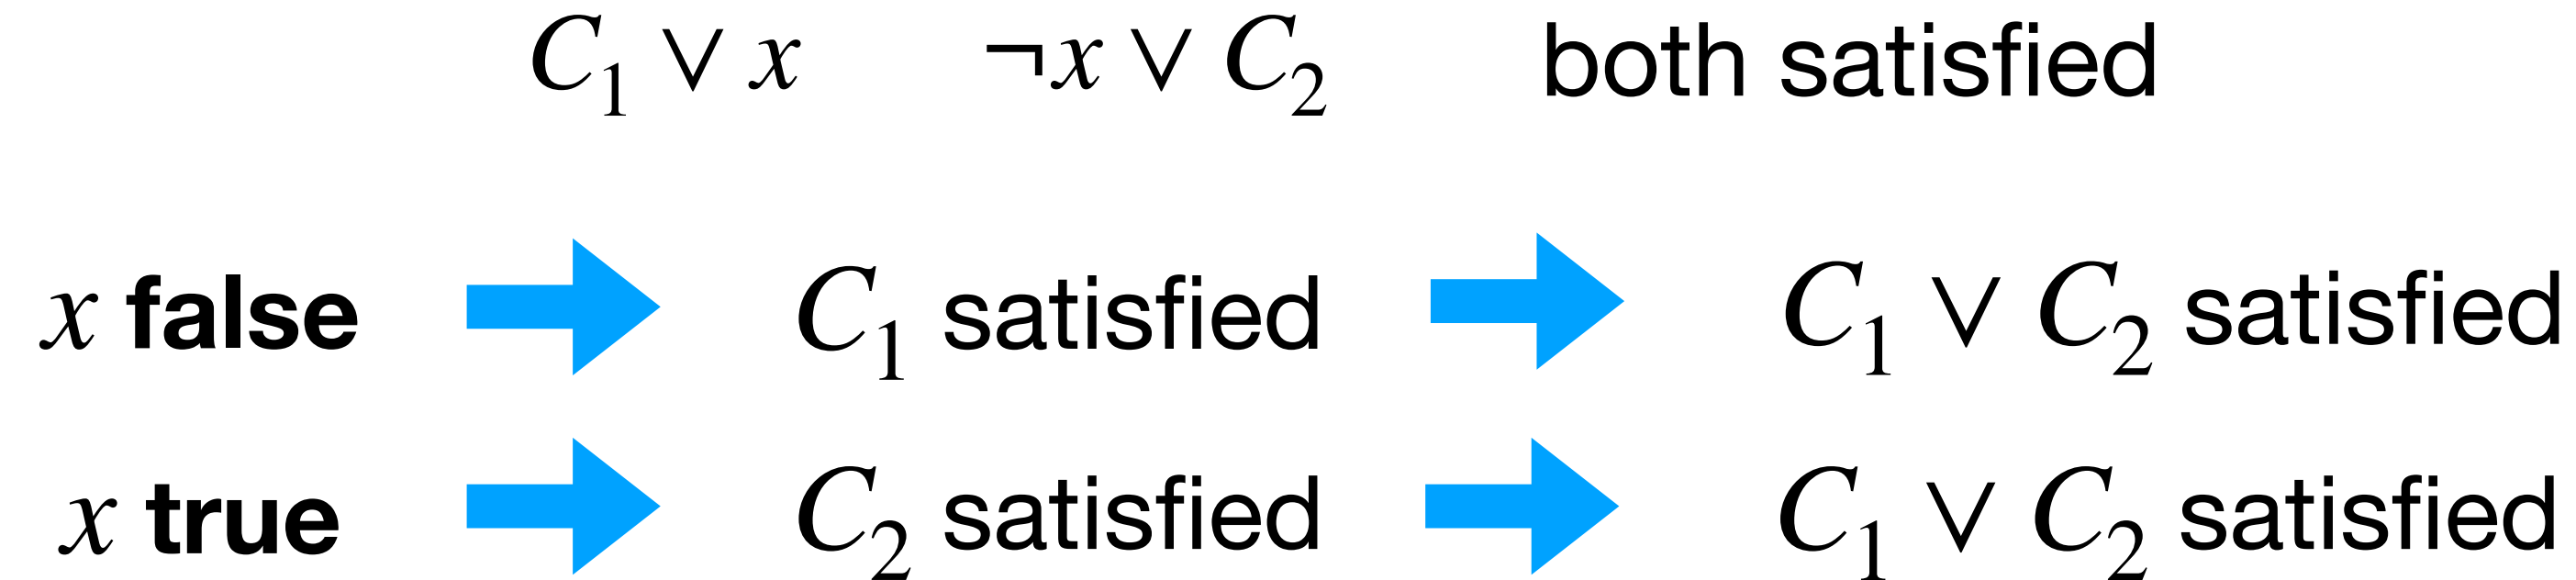 C₁ ∨ x ¬x ∨ C₂ both satisfied
x false C₁ satisfied C₁ ∨ C₂ satisfied
x true C₂ satisfied C₁ ∨ C₂ satisfied